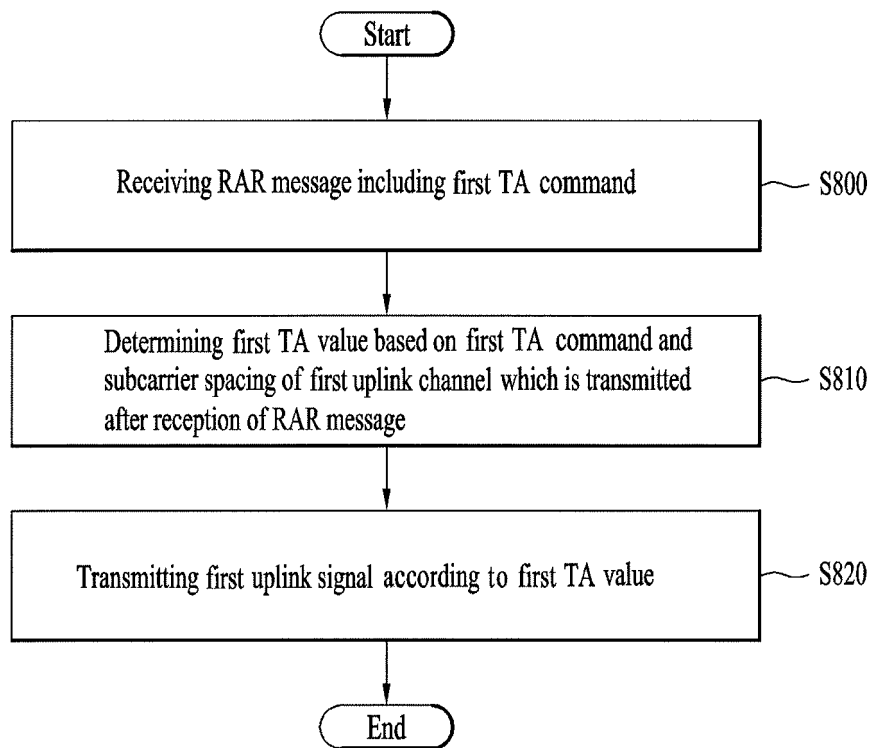 Start
Receiving RAR message including first TA command
S800
Determining first TA value based on first TA command and
subcarrier spacing of first uplink channel which is transmitted
after reception of RAR message
S810
Transmitting first uplink signal according to first TA value
S820
End